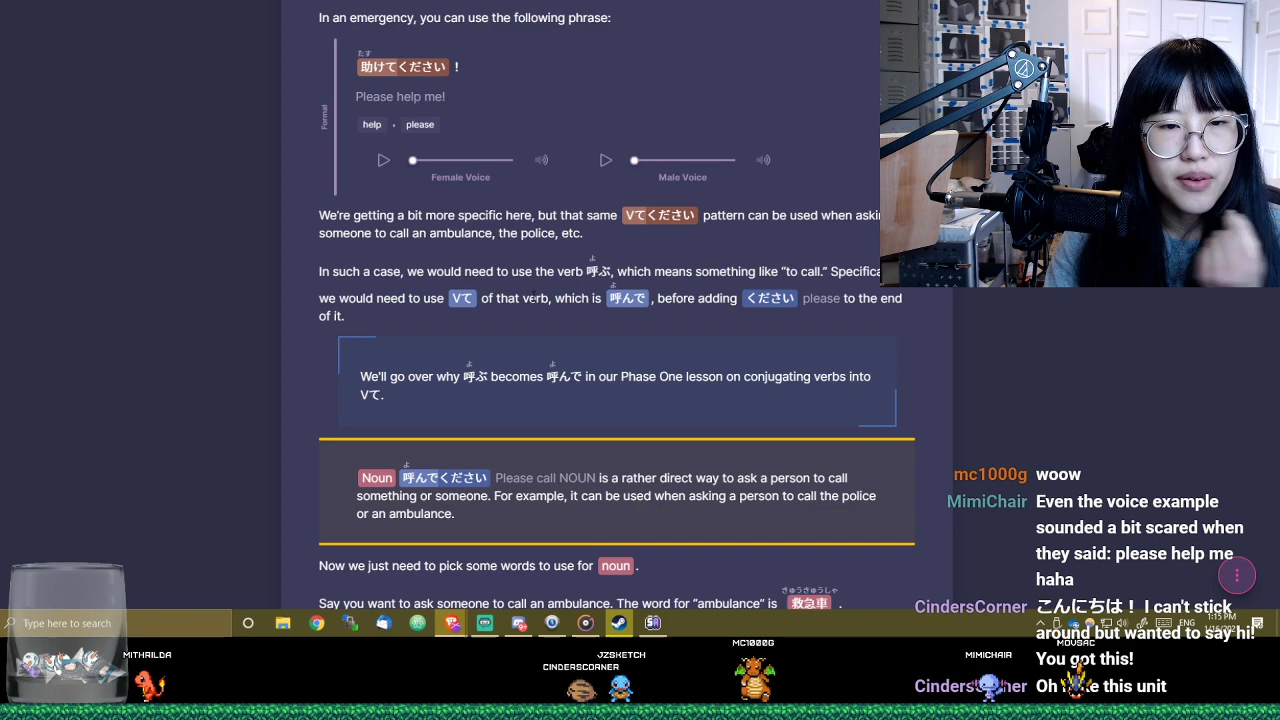 In an emergency, you can use the following phrase:
たす
助けてください！
Please help me!
help • please
Formal
Female Voice
Male Voice
We're getting a bit more specific here, but that same Vてください pattern can be used when aski
someone to call an ambulance, the police, etc.
よ
In such a case, we would need to use the verb 呼ぶ, which means something like “to call.” Specifica
よ
we would need to use Vて of that verb, which is 呼んで, before adding ください please to the end
of it.
よ よ
We'll go over why 呼ぶ becomes 呼んで in our Phase One lesson on conjugating verbs into
Vて.
よ
Noun 呼んでください Please call NOUN is a rather direct way to ask a person to call
something or someone. For example, it can be used when asking a person to call the police
or an ambulance.
Now we just need to pick some words to use for noun.
きゅうきゅうしゃ
Say you want to ask someone to call an ambulance. The word for “ambulance” is 救急車.
mc1000g woow
MimiChair Even the voice example
sounded a bit scared when
they said: please help me
haha
CindersCorner こんにちは！ I can't stick
around but wanted to say hi!
You got this!
Oh this unit
Type here to search
ENG
1:15 PM
MITHRILDA
CINDERSCORNER
JZSKETCH
MC1000G
MIMICHAIR
MOVSAC